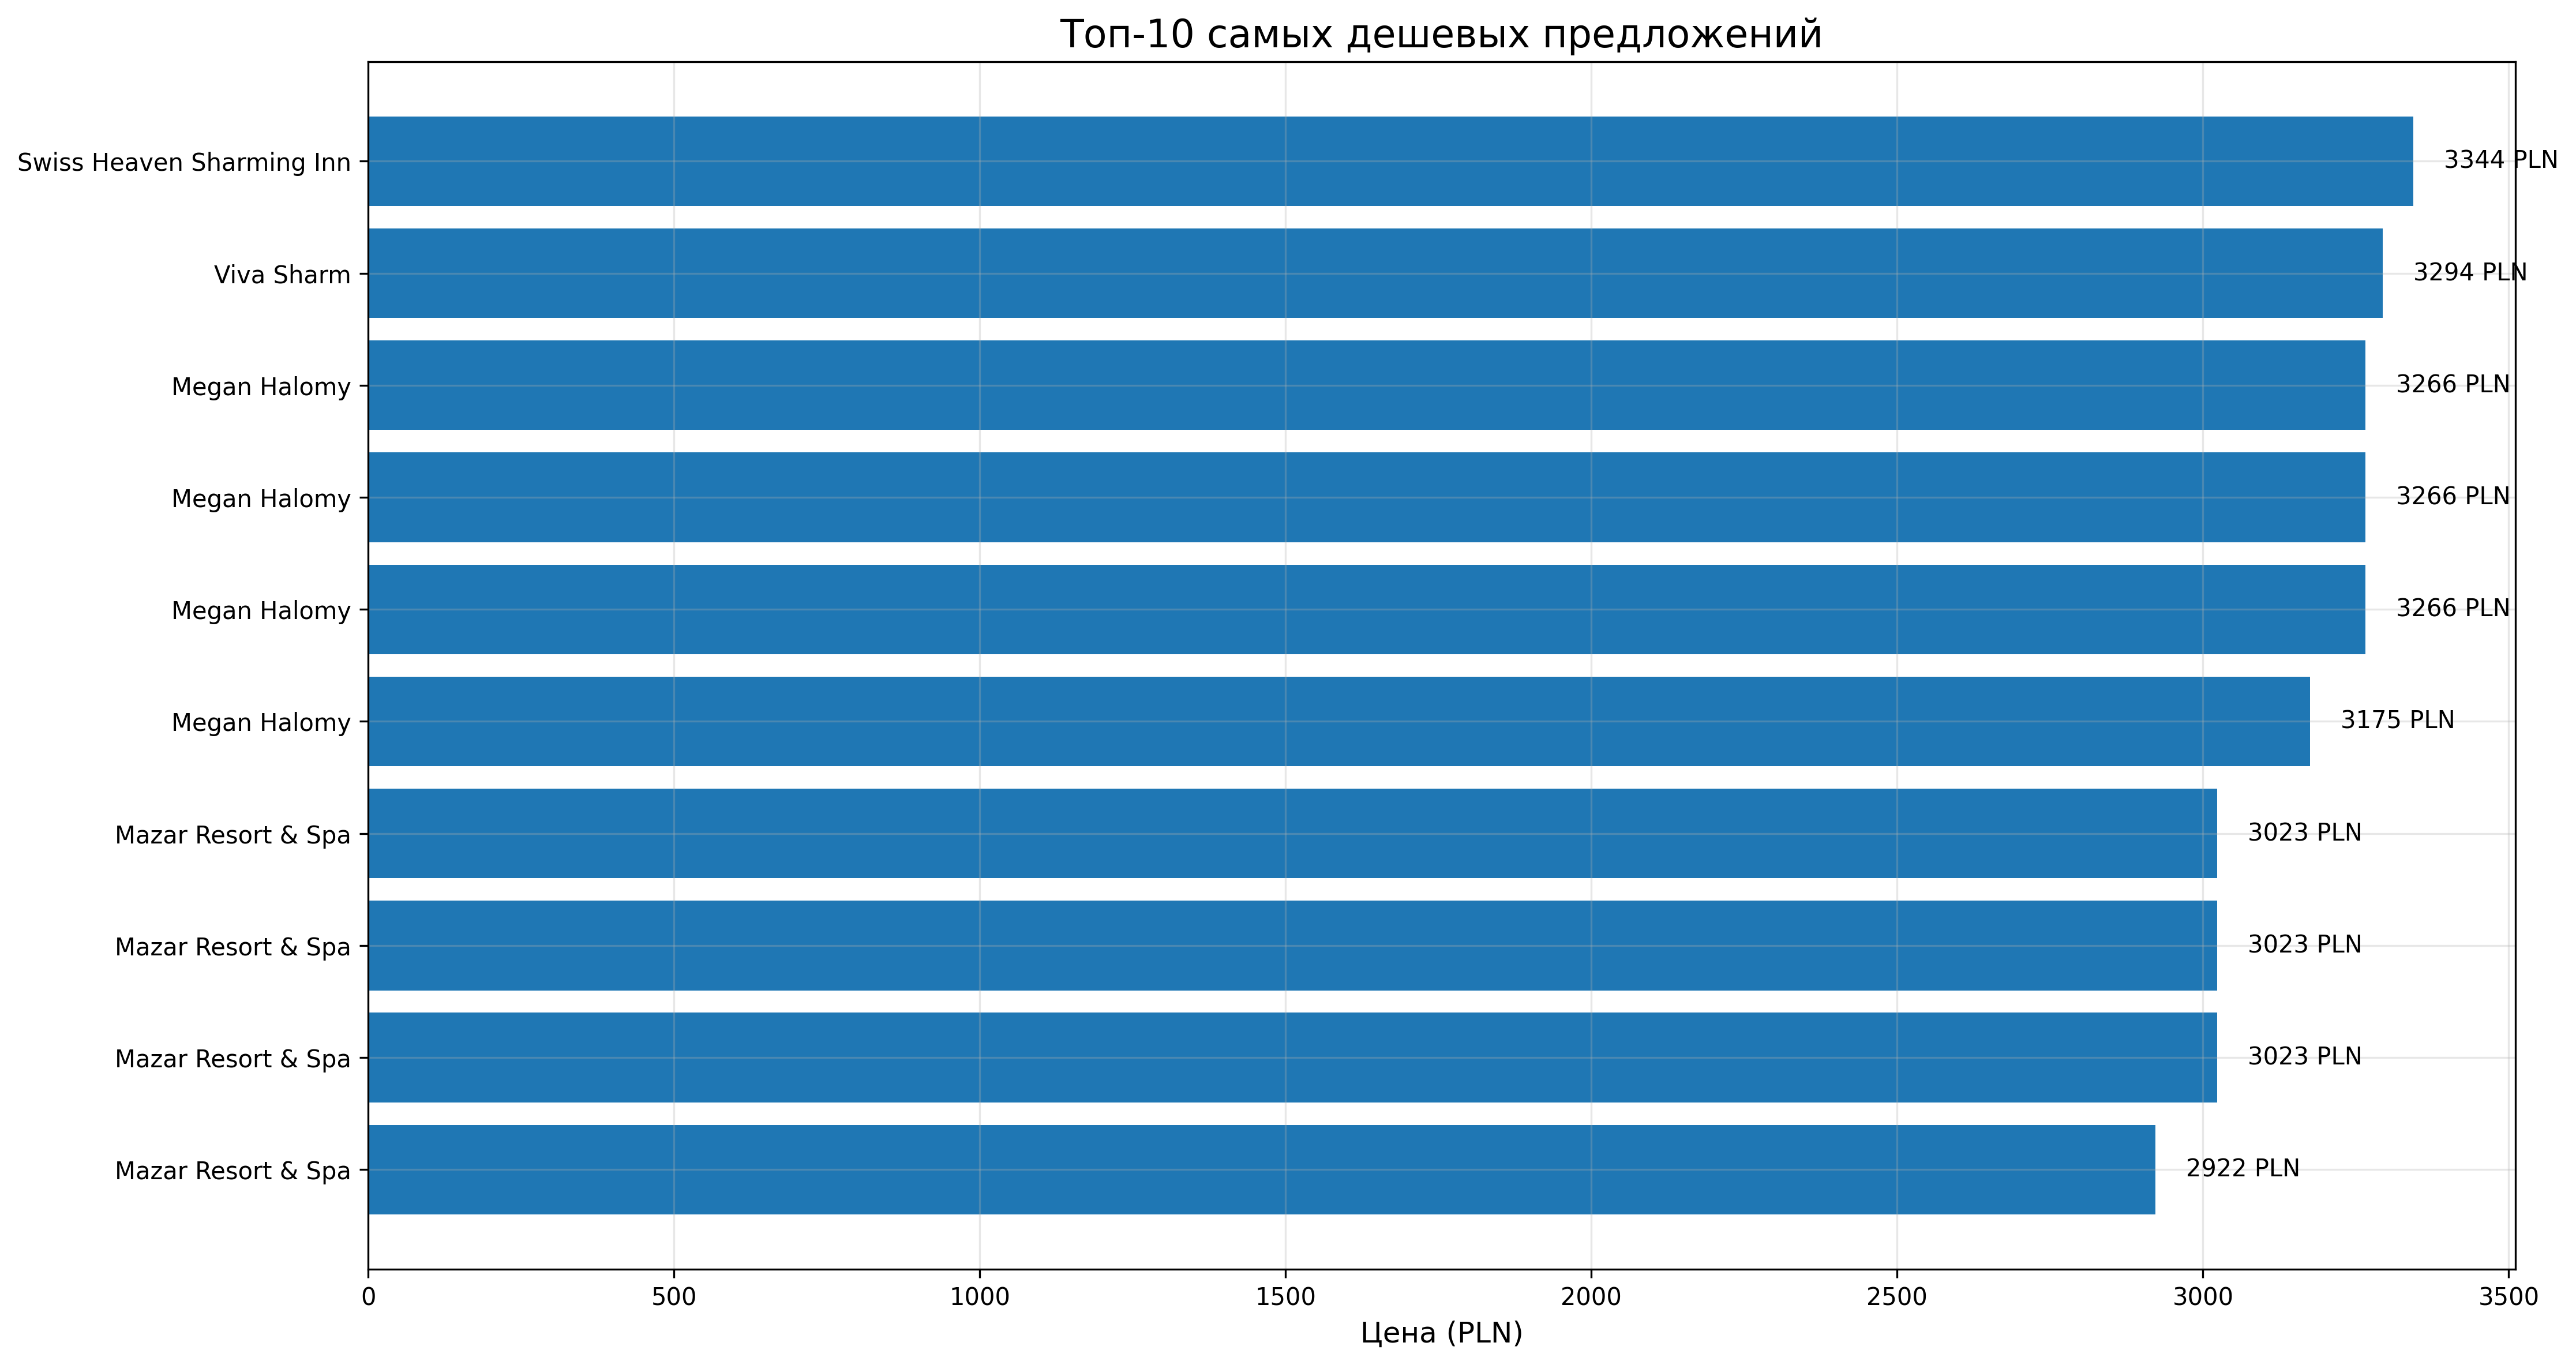 Топ-10 самых дешевых предложений
Swiss Heaven Sharming Inn 3344 PLN
Viva Sharm 3294 PLN
Megan Halomy 3266 PLN
Megan Halomy 3266 PLN
Megan Halomy 3266 PLN
Megan Halomy 3175 PLN
Mazar Resort & Spa 3023 PLN
Mazar Resort & Spa 3023 PLN
Mazar Resort & Spa 3023 PLN
Mazar Resort & Spa 2922 PLN
0 500 1000 1500 2000 2500 3000 3500
Цена (PLN)